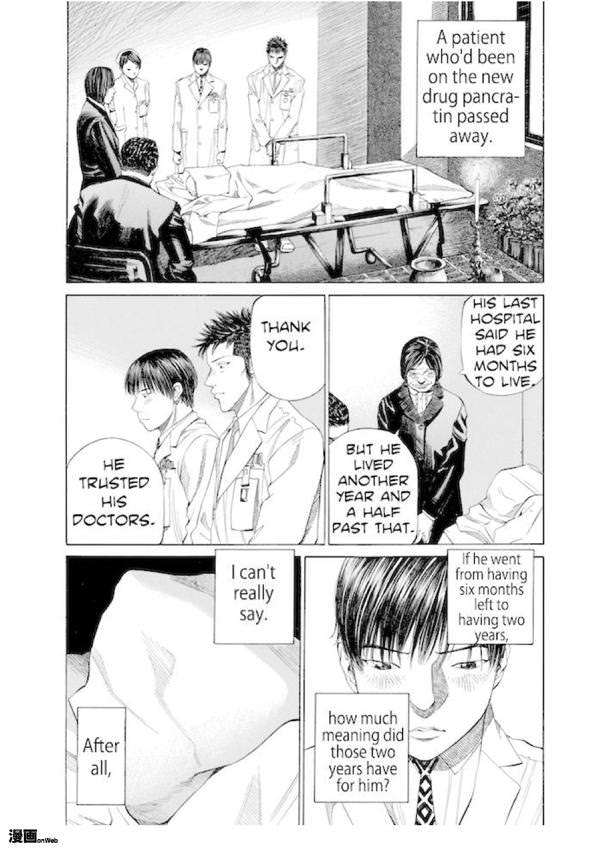 A patient
who'd been
on the new
drug pancra-
tin passed
away.
HIS LAST
HOSPITAL
SAID HE
HAD SIX
MONTHS
TO LIVE.
BUT HE
LIVED
ANOTHER
YEAR AND
A HALF
PAST THAT.
THANK
YOU.
HE
TRUSTED
HIS
DOCTORS.
If he went
from having
six months
left to
having two
years,
how much
meaning did
those two
years have
for him?
I can't
really
say.
After
all,
漫画onWeb